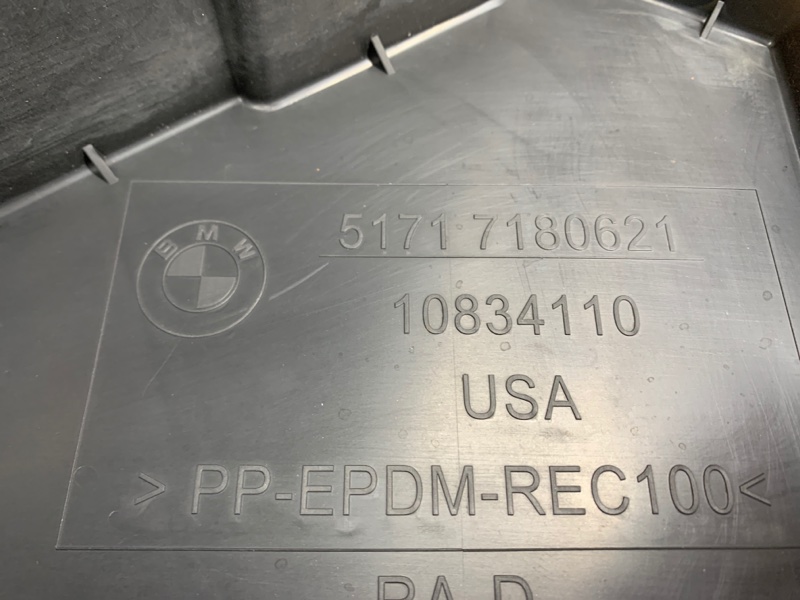 BMW
5171 7180621
10834110
USA
> PP-EPDM-REC100<